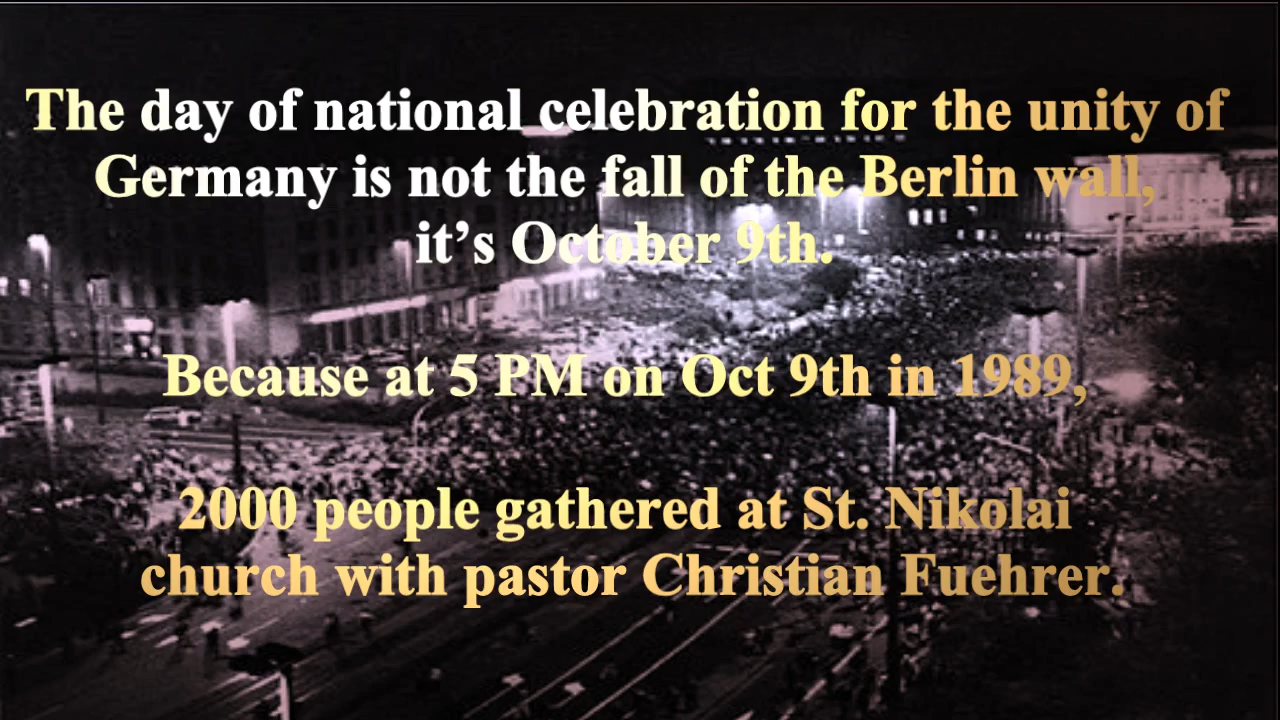 The day of national celebration for the unity of
Germany is not the fall of the Berlin wall,
it’s October 9th.
Because at 5 PM on Oct 9th in 1989,
2000 people gathered at St. Nikolai
church with pastor Christian Fuehrer.